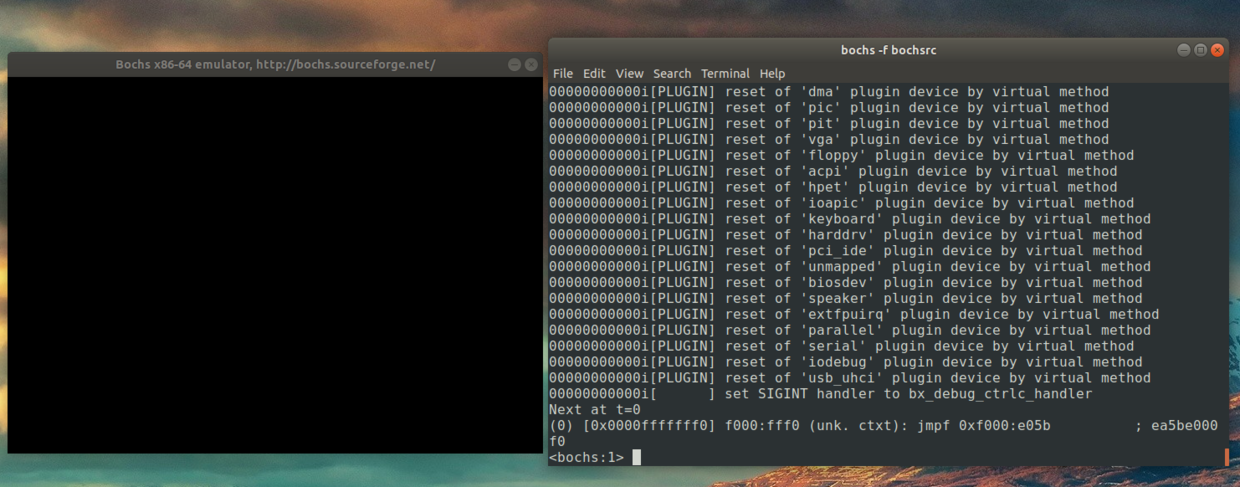 Bochs x86-64 emulator, http://bochs.sourceforge.net/
bochs -f bochsrc
File Edit View Search Terminal Help
00000000000i[PLUGIN] reset of 'dma' plugin device by virtual method
00000000000i[PLUGIN] reset of 'pic' plugin device by virtual method
00000000000i[PLUGIN] reset of 'pit' plugin device by virtual method
00000000000i[PLUGIN] reset of 'vga' plugin device by virtual method
00000000000i[PLUGIN] reset of 'floppy' plugin device by virtual method
00000000000i[PLUGIN] reset of 'acpi' plugin device by virtual method
00000000000i[PLUGIN] reset of 'hpet' plugin device by virtual method
00000000000i[PLUGIN] reset of 'ioapic' plugin device by virtual method
00000000000i[PLUGIN] reset of 'keyboard' plugin device by virtual method
00000000000i[PLUGIN] reset of 'harddrv' plugin device by virtual method
00000000000i[PLUGIN] reset of 'pci_ide' plugin device by virtual method
00000000000i[PLUGIN] reset of 'unmapped' plugin device by virtual method
00000000000i[PLUGIN] reset of 'biosdev' plugin device by virtual method
00000000000i[PLUGIN] reset of 'speaker' plugin device by virtual method
00000000000i[PLUGIN] reset of 'extfpuirq' plugin device by virtual method
00000000000i[PLUGIN] reset of 'parallel' plugin device by virtual method
00000000000i[PLUGIN] reset of 'serial' plugin device by virtual method
00000000000i[PLUGIN] reset of 'iodebug' plugin device by virtual method
00000000000i[PLUGIN] reset of 'usb_uhci' plugin device by virtual method
00000000000i[      ] set SIGINT handler to bx_debug_ctrlc_handler
Next at t=0
(0) [0x0000fffffff0] f000:fff0 (unk. ctxt): jmpf 0xf000:e05b          ; ea5be000
f0
<bochs:1>